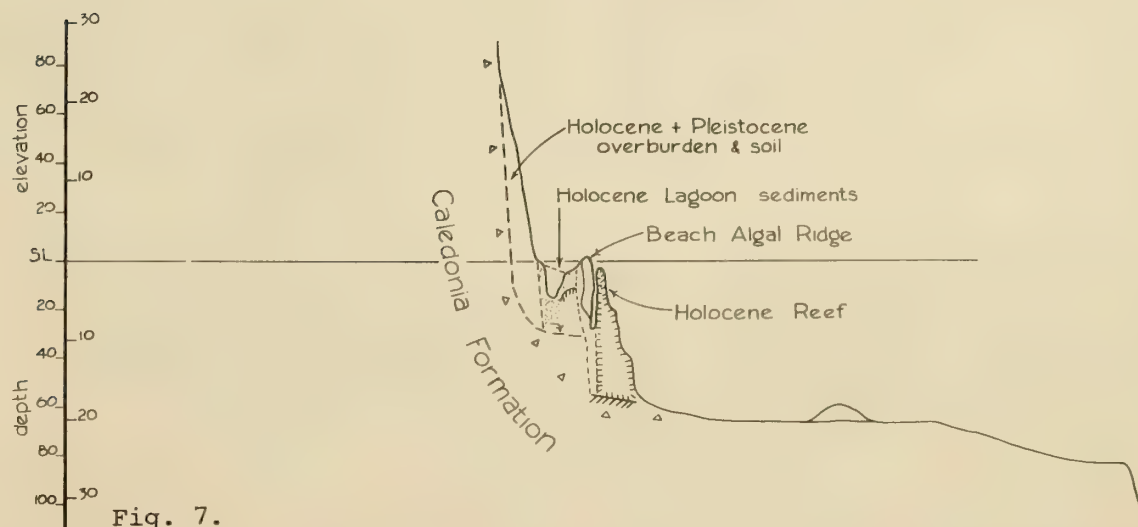 30
80
20
60
elevation
40
10
20
SL
20
10
40
depth
60
20
80
100
30
Holocene + Pleistocene
overburden & soil
Holocene Lagoon sediments
Beach Algal Ridge
Holocene Reef
Caledonia Formation
Fig. 7.